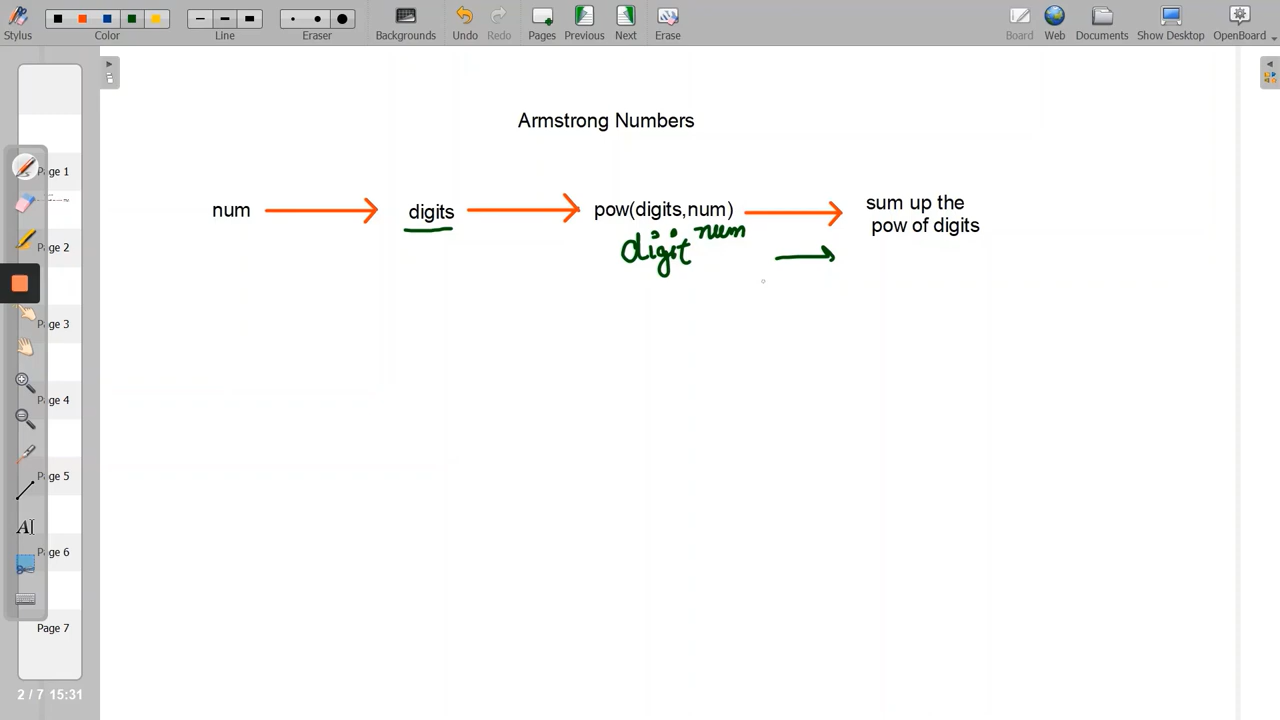 Stylus
Color
Line
Eraser
Backgrounds
Undo
Redo
Pages
Previous
Next
Erase
Board
Web
Documents
Show Desktop
OpenBoard
Armstrong Numbers
num
digits
pow(digits,num)
sum up the
pow of digits
digit num
Page 1
Page 2
Page 3
Page 4
Page 5
Page 6
Page 7
AI
2 / 7 15:31